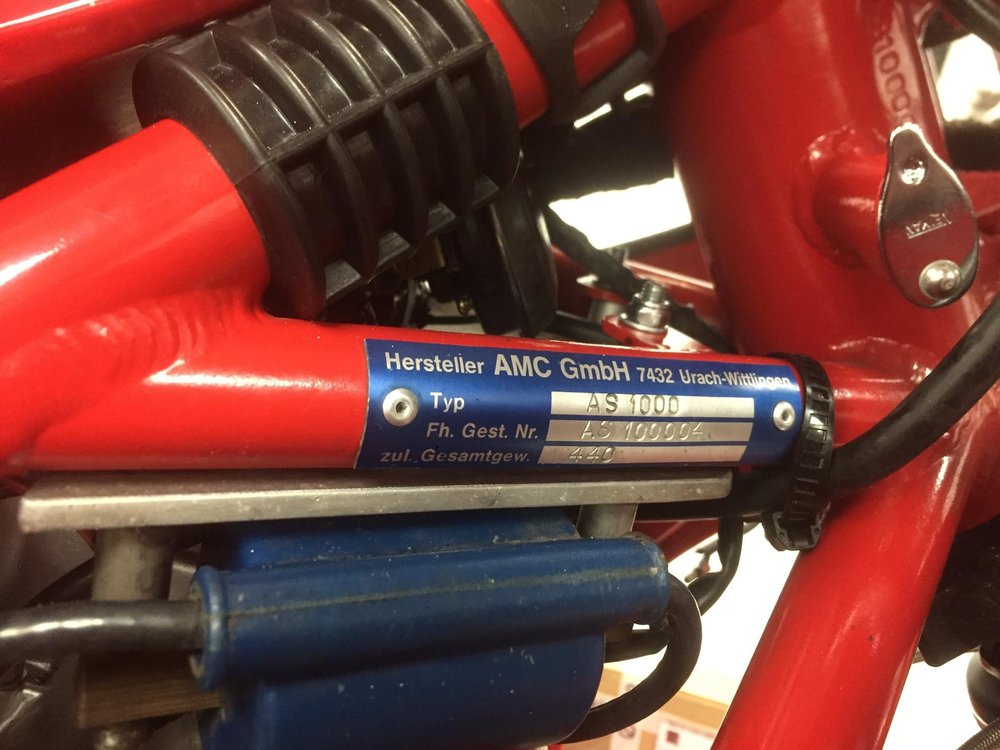 Hersteller AMC GmbH 7432 Urach-Wittlingen
Typ AS 1000
Fh. Gest. Nr. AS 100004
zul. Gesamtgew. 440